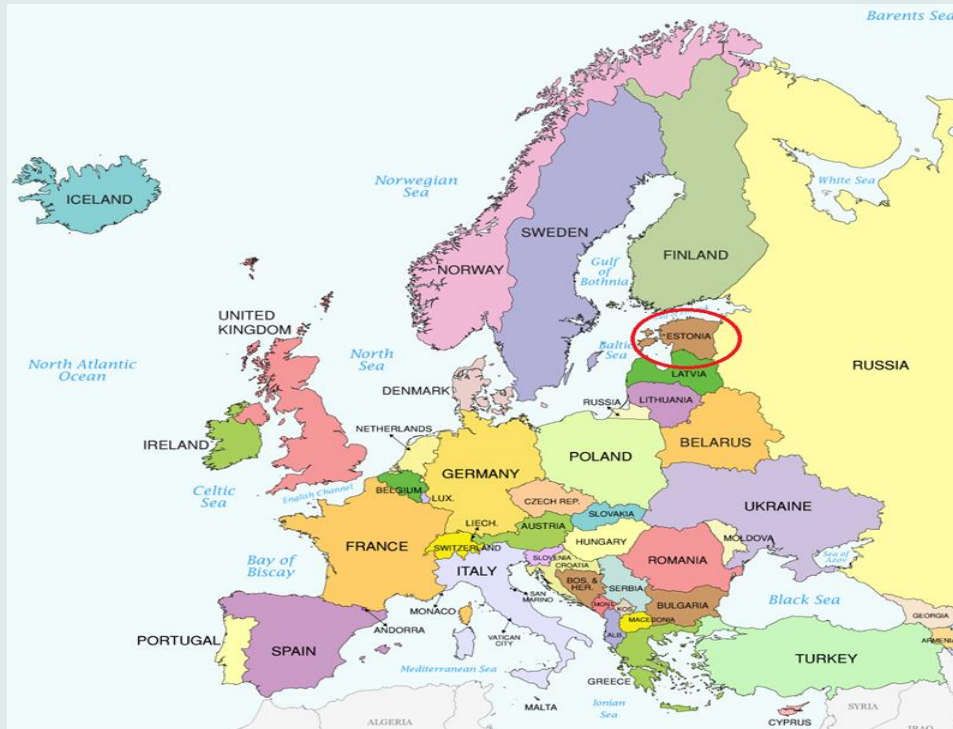 Barents Sea
ICELAND
Norwegian
Sea
White Sea
SWEDEN
FINLAND
Gulf
of
Bothnia
NORWAY
UNITED
KINGDOM
ESTONIA
Baltic
Sea
North
Sea
North Atlantic
Ocean
RUSSIA
LATVIA
DENMARK
LITHUANIA
RUSSIA
NETHERLANDS
IRELAND
BELARUS
POLAND
GERMANY
Celtic
Sea
English Channel
BELGIUM
LUX.
CZECH REP.
UKRAINE
SLOVAKIA
LIECH.
AUSTRIA
MOLDOVA
HUNGARY
FRANCE
SWITZERLAND
Sea of
Azov
Bay of
Biscay
SLOVENIA
CROATIA
ROMANIA
ITALY
BOS. &
HER.
SERBIA
SAN
MARINO
Black Sea
MONACO
MONT.
KOS.
BULGARIA
GEORGIA
MACEDONIA
ANDORRA
PORTUGAL
VATICAN
CITY
ALB.
ARMENIA
SPAIN
TURKEY
Mediterranean Sea
GREECE
MALTA
Ionian
Sea
SYRIA
CYPRUS
ALGERIA
IRAQ